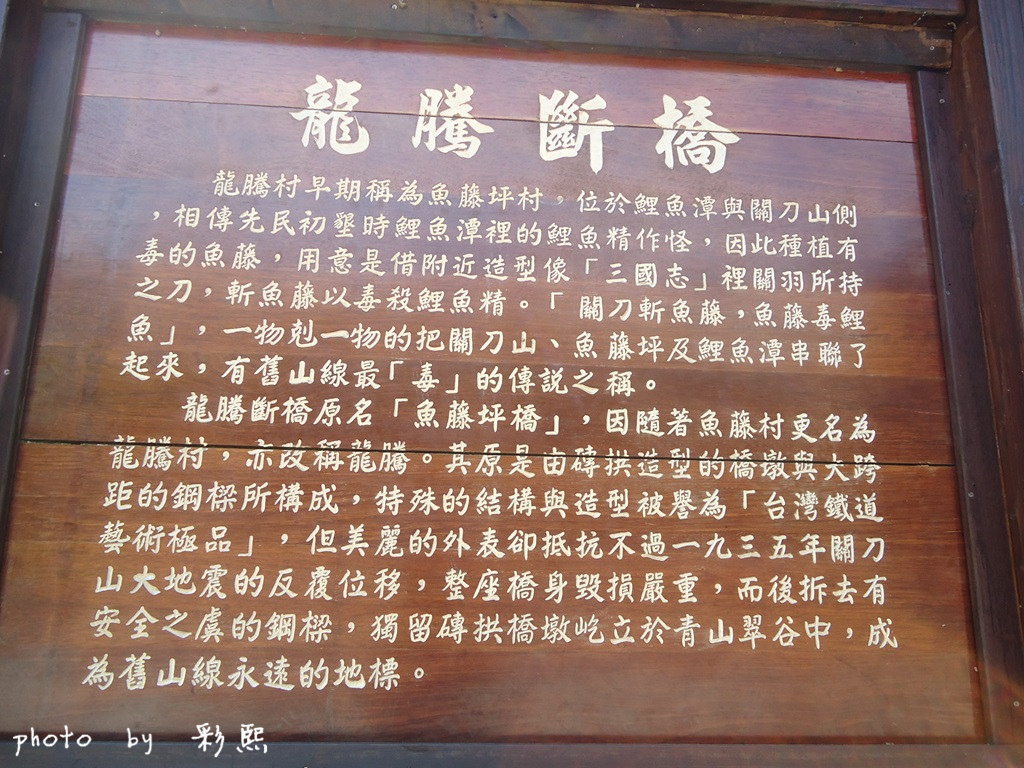 龍騰斷橋
龍騰村早期稱為魚藤坪村，位於鯉魚潭與關刀山側
，相傳先民初墾時鯉魚潭裡的鯉魚精作怪，因此種植有
毒的魚藤，用意是借附近造型像「三國志」裡關羽所持
之刀，斬魚藤以毒殺鯉魚精。「關刀斬魚藤，魚藤毒鯉
魚」，一物剋一物的把關刀山、魚藤坪及鯉魚潭串聯了
起來，有舊山線最「毒」的傳說之稱。
龍騰斷橋原名「魚藤坪橋」，因隨著魚藤村更名為
龍騰村，亦改稱龍騰。其原是由磚拱造型的橋墩與大跨
距的鋼樑所構成，特殊的結構與造型被譽為「台灣鐵道
藝術極品」，但美麗的外表卻抵抗不過一九三五年關刀
山大地震的反覆位移，整座橋身毀損嚴重，而後拆去有
安全之虞的鋼樑，獨留磚拱橋墩屹立於青山翠谷中，成
為舊山線永遠的地標。
photo by 彩熙